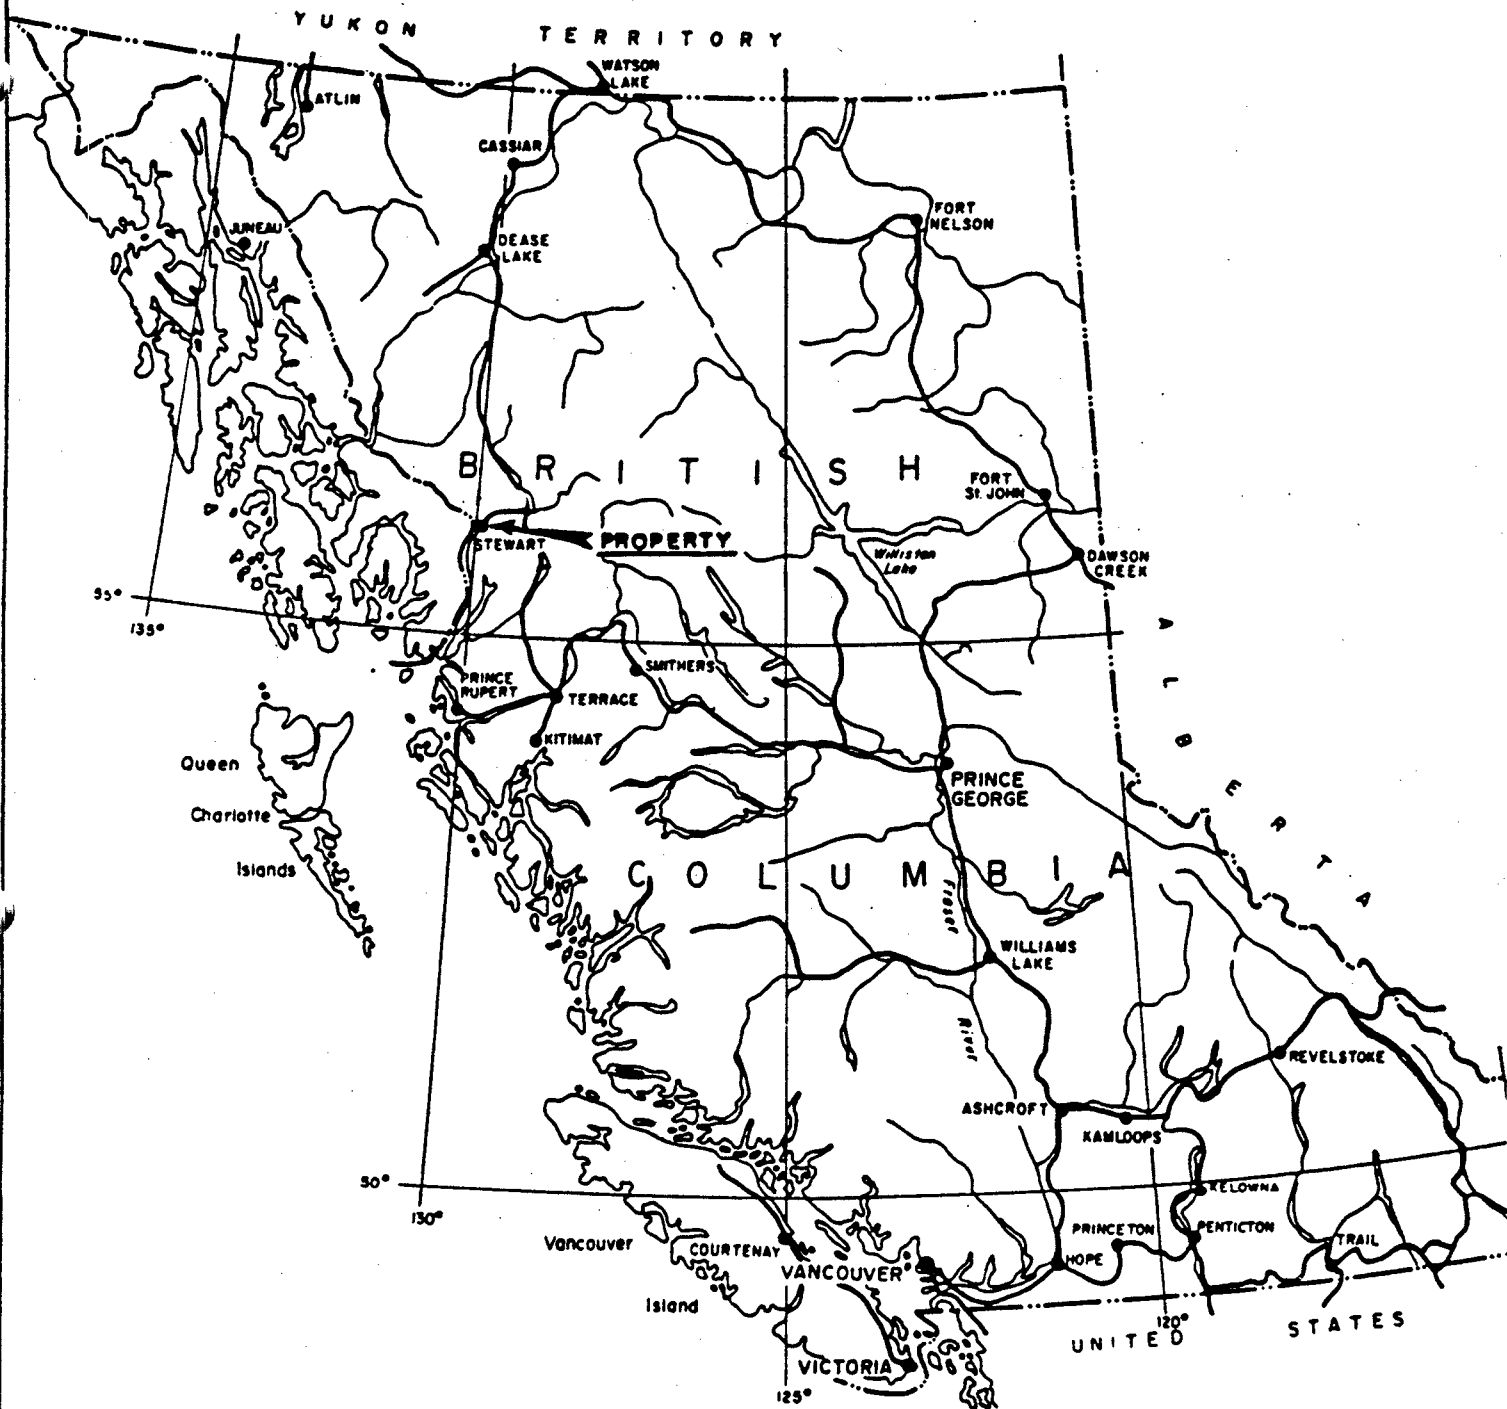 YUKON TERRITORY
WATSON
LAKE
ATLIN
CASSIAR
JUNEAU
DEASE
LAKE
FORT
NELSON
BRITISH
FORT
St. JOHN
STEWART
PROPERTY
Williston
Lake
DAWSON
CREEK
55°
135°
ALBERTA
PRINCE
RUPERT
SMITHERS
TERRACE
KITIMAT
Queen
Charlotte
Islands
PRINCE
GEORGE
COLUMBIA
Fraser
River
WILLIAMS
LAKE
REVELSTOKE
ASHCROFT
KAMLOOPS
50°
130°
KELOWNA
PRINCETON
PENTICTON
TRAIL
HOPE
Vancouver
Island
COURTENAY
VANCOUVER
VICTORIA
125°
120°
UNITED STATES